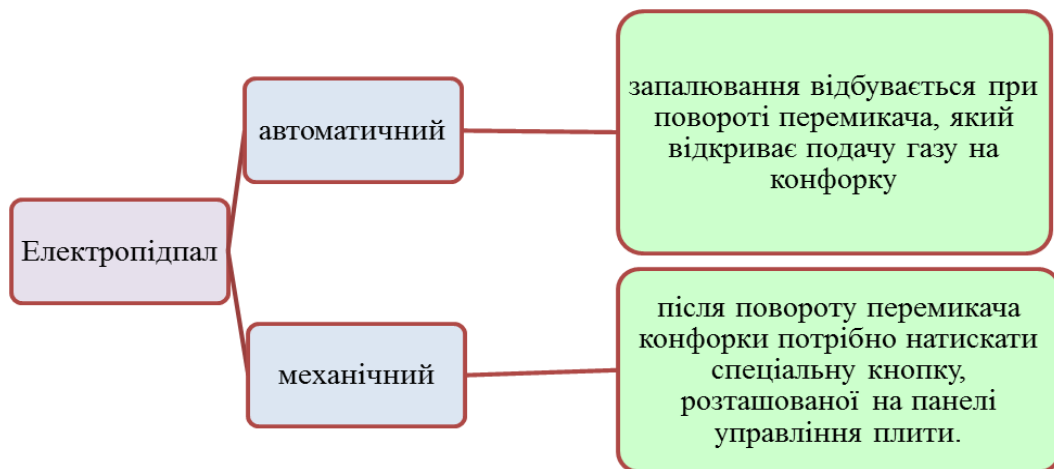 Електропідпал
автоматичний
запалювання відбувається при
повороті перемикача, який
відкриває подачу газу на
конфорку
механічний
після повороту перемикача
конфорки потрібно натискати
спеціальну кнопку,
розташованої на панелі
управління плити.